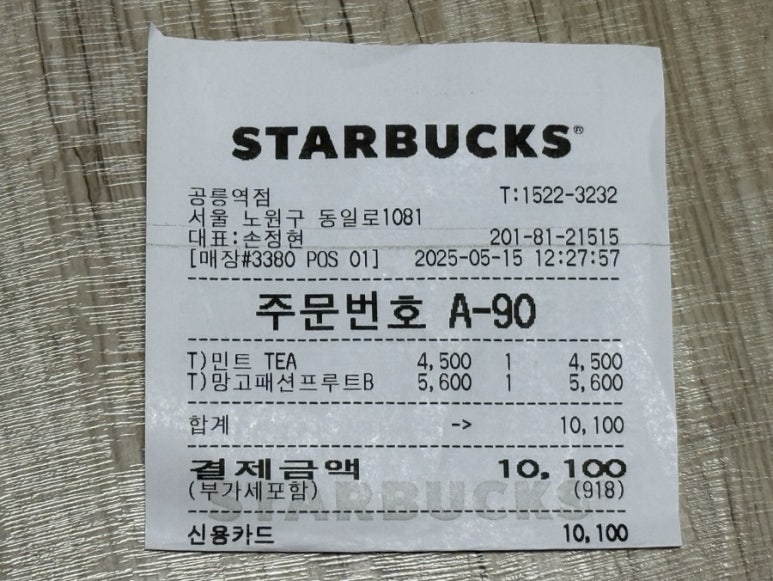 STARBUCKS®
공릉역점 T:1522-3232
서울 노원구 동일로1081
대표:손정현 201-81-21515
[매장#3380 POS 01] 2025-05-15 12:27:57
주문번호 A-90
T)민트 TEA 4,500 1 4,500
T)망고패션프루트B 5,600 1 5,600
합계 -> 10,100
결제금액 10,100
(부가세포함) (918)
STARBUCKS
신용카드 10,100